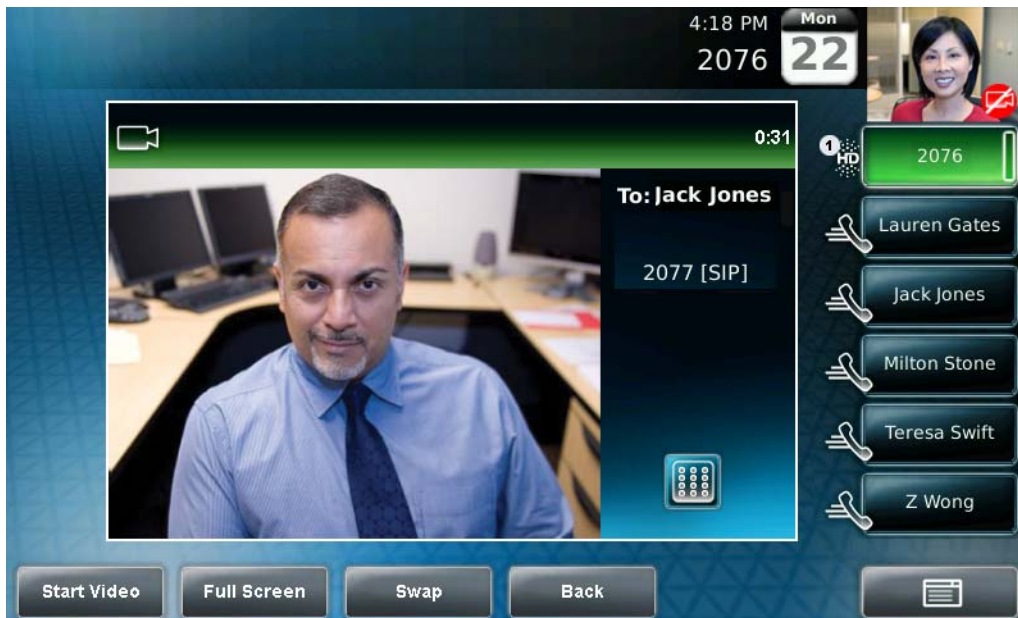 4:18 PM
2076
Mon
22
0:31
To: Jack Jones
2077 [SIP]
1
HD
2076
Lauren Gates
Jack Jones
Milton Stone
Teresa Swift
Z Wong
Start Video
Full Screen
Swap
Back